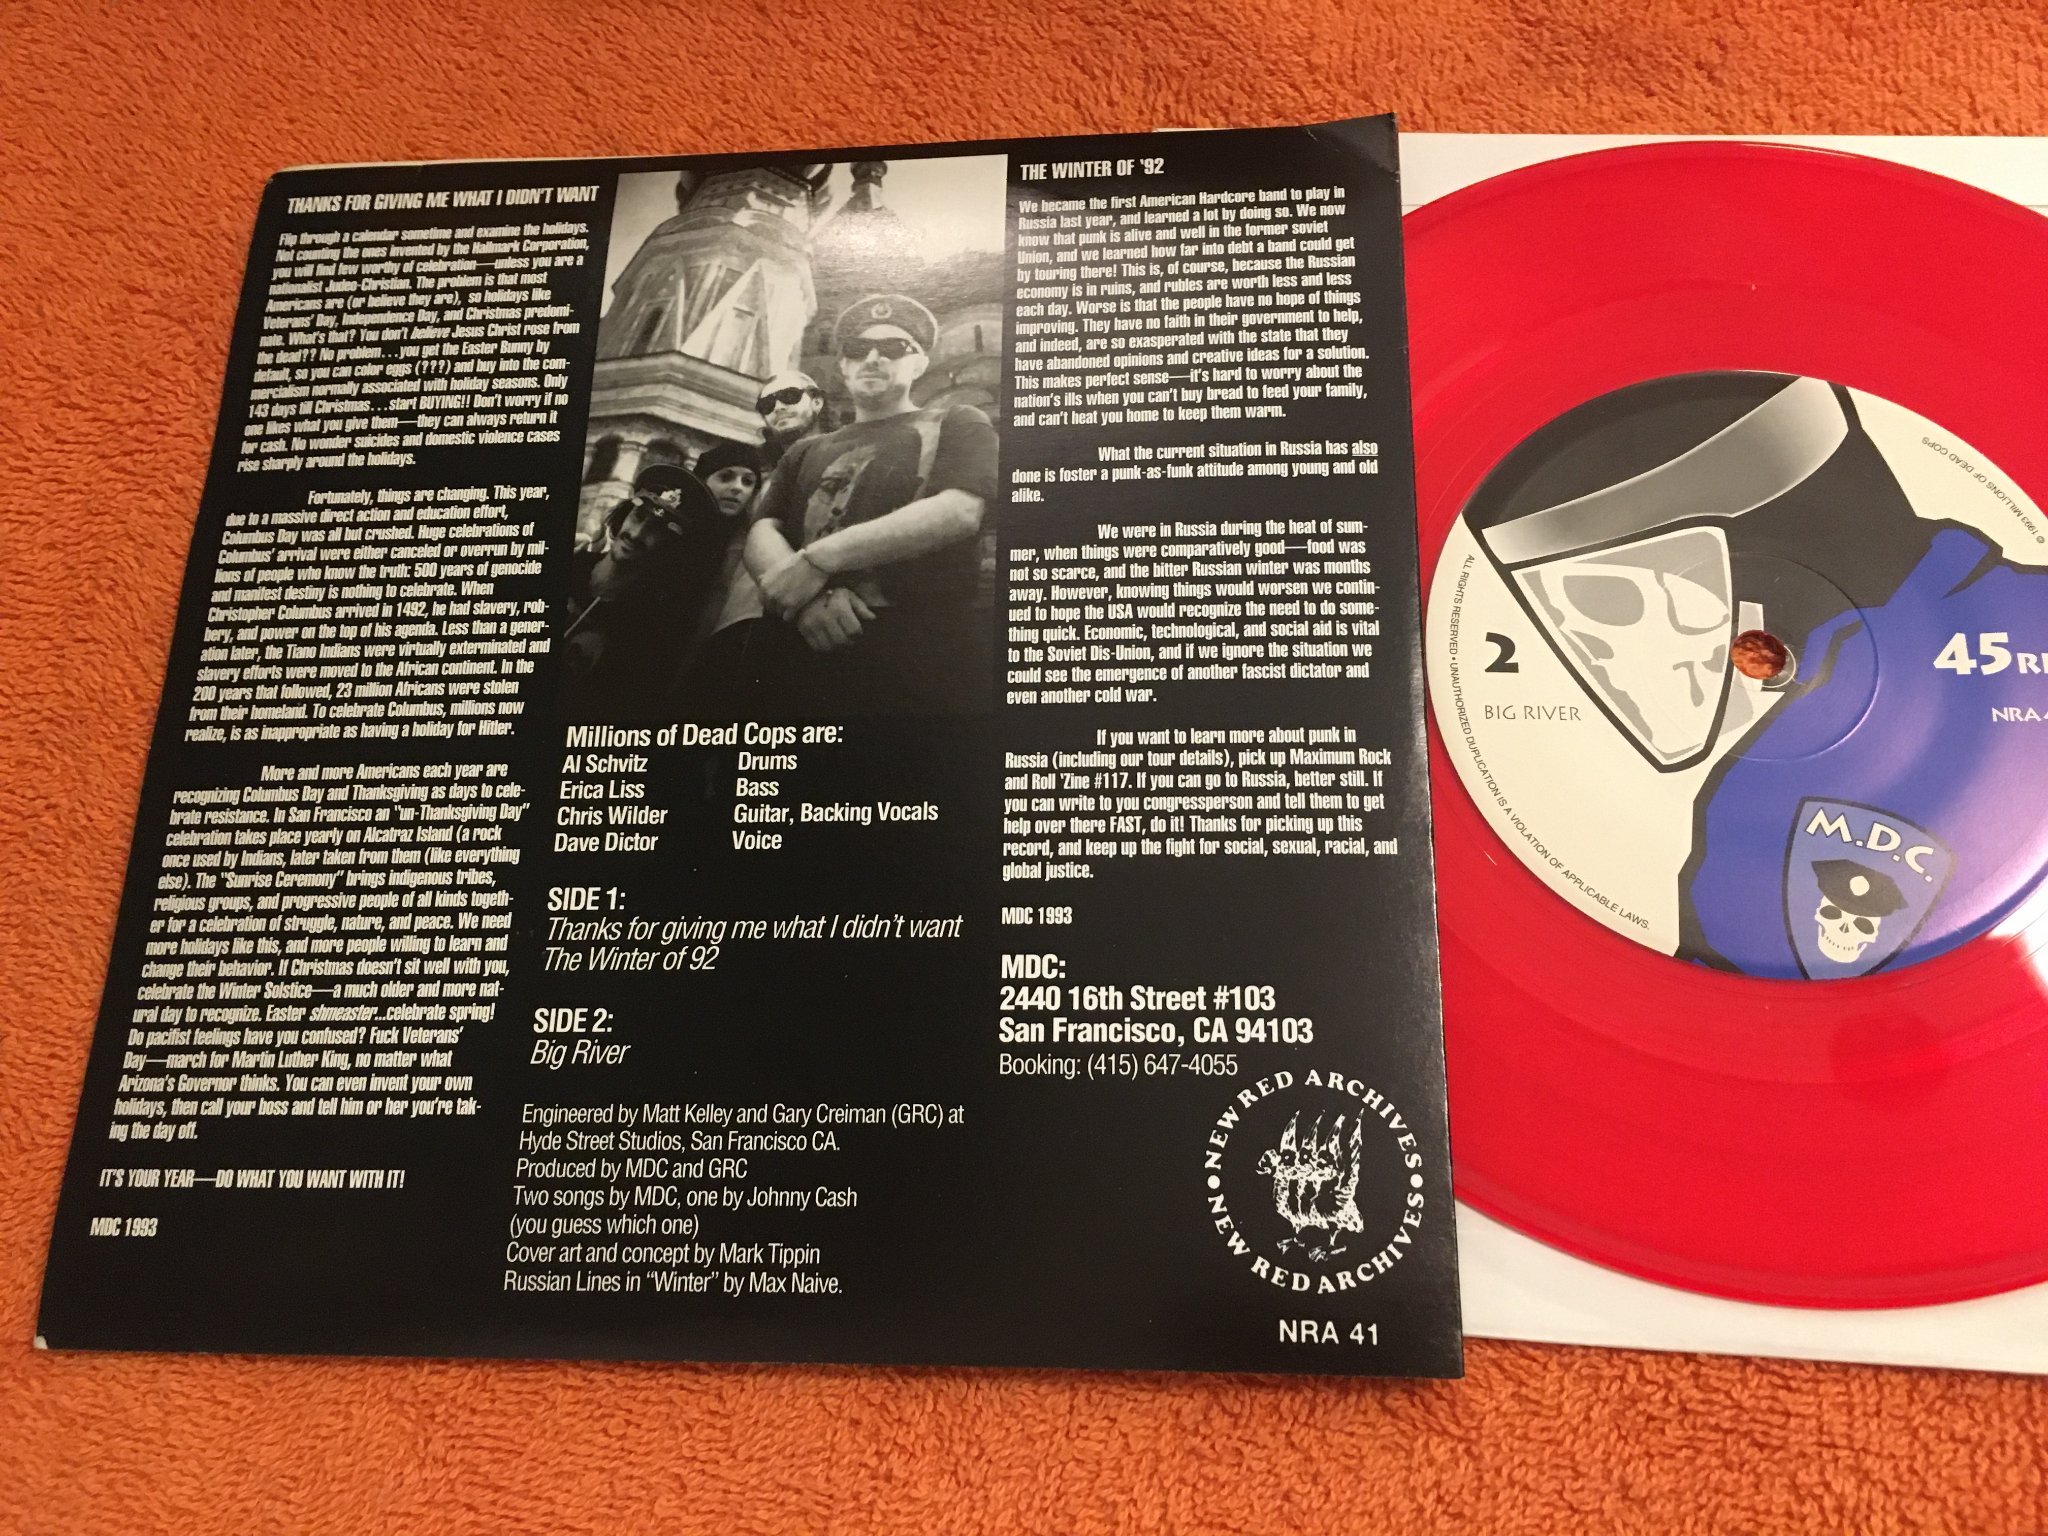 THANKS FOR GIVING ME WHAT I DIDN'T WANT
Flip through a calendar sometime and examine the holidays.
Not counting the ones invented by the Hallmark Corporation,
you will find few worthy of celebration—unless you are a
nationalist Judeo-Christian. The problem is that most
Americans are (or believe they are), so holidays like
Veterans' Day, Independence Day, and Christmas predomi-
nate. What's that? You don't believe Jesus Christ rose from
the dead?? No problem...you get the Easter Bunny by
default, so you can color eggs (???) and buy into the com-
mercialism normally associated with holiday seasons. Only
143 days till Christmas...start BUYING!! Don't worry if no
one likes what you give them—they can always return it
for cash. No wonder suicides and domestic violence cases
rise sharply around the holidays.
Fortunately, things are changing. This year,
due to a massive direct action and education effort,
Columbus Day was all but crushed. Huge celebrations of
Columbus' arrival were either canceled or overrun by mil-
lions of people who know the truth: 500 years of genocide
and manifest destiny is nothing to celebrate. When
Christopher Columbus arrived in 1492, he had slavery, rob-
bery, and power on the top of his agenda. Less than a gener-
ation later, the Tiano Indians were virtually exterminated and
slavery efforts were moved to the African continent. In the
200 years that followed, 23 million Africans were stolen
from their homeland. To celebrate Columbus, millions now
realize, is as inappropriate as having a holiday for Hitler.
More and more Americans each year are
recognizing Columbus Day and Thanksgiving as days to cele-
brate resistance. In San Francisco an "un-Thanksgiving Day"
celebration takes place yearly on Alcatraz Island (a rock
once used by Indians, later taken from them (like everything
else). The "Sunrise Ceremony" brings indigenous tribes,
religious groups, and progressive people of all kinds togeth-
er for a celebration of struggle, nature, and peace. We need
more holidays like this, and more people willing to learn and
change their behavior. If Christmas doesn't sit well with you,
celebrate the Winter Solstice—a much older and more nat-
ural day to recognize. Easter shmeaster...celebrate spring!
Do pacifist feelings have you confused? Fuck Veterans'
Day—march for Martin Luther King, no matter what
Arizona's Governor thinks. You can even invent your own
holidays, then call your boss and tell him or her you're tak-
ing the day off.
IT'S YOUR YEAR—DO WHAT YOU WANT WITH IT!
MDC 1993
Millions of Dead Cops are:
Al Schvitz Drums
Erica Liss Bass
Chris Wilder Guitar, Backing Vocals
Dave Dictor Voice
SIDE 1:
Thanks for giving me what I didn't want
The Winter of 92
SIDE 2:
Big River
Engineered by Matt Kelley and Gary Creiman (GRC) at
Hyde Street Studios, San Francisco CA.
Produced by MDC and GRC
Two songs by MDC, one by Johnny Cash
(you guess which one)
Cover art and concept by Mark Tippin
Russian Lines in "Winter" by Max Naive.
THE WINTER OF '92
We became the first American Hardcore band to play in
Russia last year, and learned a lot by doing so. We now
know that punk is alive and well in the former soviet
Union, and we learned how far into debt a band could get
by touring there! This is, of course, because the Russian
economy is in ruins, and rubles are worth less and less
each day. Worse is that the people have no hope of things
improving. They have no faith in their government to help,
and indeed, are so exasperated with the state that they
have abandoned opinions and creative ideas for a solution.
This makes perfect sense—it's hard to worry about the
nation's ills when you can't buy bread to feed your family,
and can't heat you home to keep them warm.
What the current situation in Russia has also
done is foster a punk-as-funk attitude among young and old
alike.
We were in Russia during the heat of sum-
mer, when things were comparatively good—food was
not so scarce, and the bitter Russian winter was months
away. However, knowing things would worsen we contin-
ued to hope the USA would recognize the need to do some-
thing quick. Economic, technological, and social aid is vital
to the Soviet Dis-Union, and if we ignore the situation we
could see the emergence of another fascist dictator and
even another cold war.
If you want to learn more about punk in
Russia (including our tour details), pick up Maximum Rock
and Roll 'Zine #117. If you can go to Russia, better still. If
you can write to you congressperson and tell them to get
help over there FAST, do it! Thanks for picking up this
record, and keep up the fight for social, sexual, racial, and
global justice.
MDC 1993
MDC:
2440 16th Street #103
San Francisco, CA 94103
Booking: (415) 647-4055
NEW RED ARCHIVES • NEW RED ARCHIVES •
NRA 41
2
BIG RIVER
45
NRA
M.D.C.
© 1993 MILLIONS OF DEAD COPS
ALL RIGHTS RESERVED • UNAUTHORIZED DUPLICATION IS A VIOLATION OF APPLICABLE LAWS.